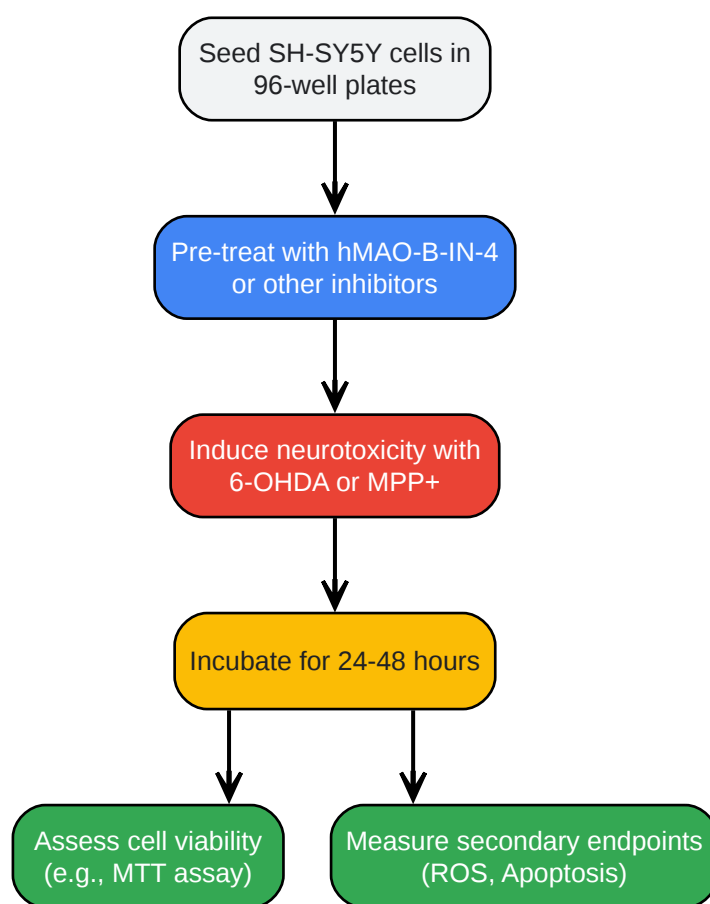 Seed SH-SY5Y cells in
96-well plates
Pre-treat with hMAO-B-IN-4
or other inhibitors
Induce neurotoxicity with
6-OHDA or MPP+
Incubate for 24-48 hours
Assess cell viability
(e.g., MTT assay)
Measure secondary endpoints
(ROS, Apoptosis)